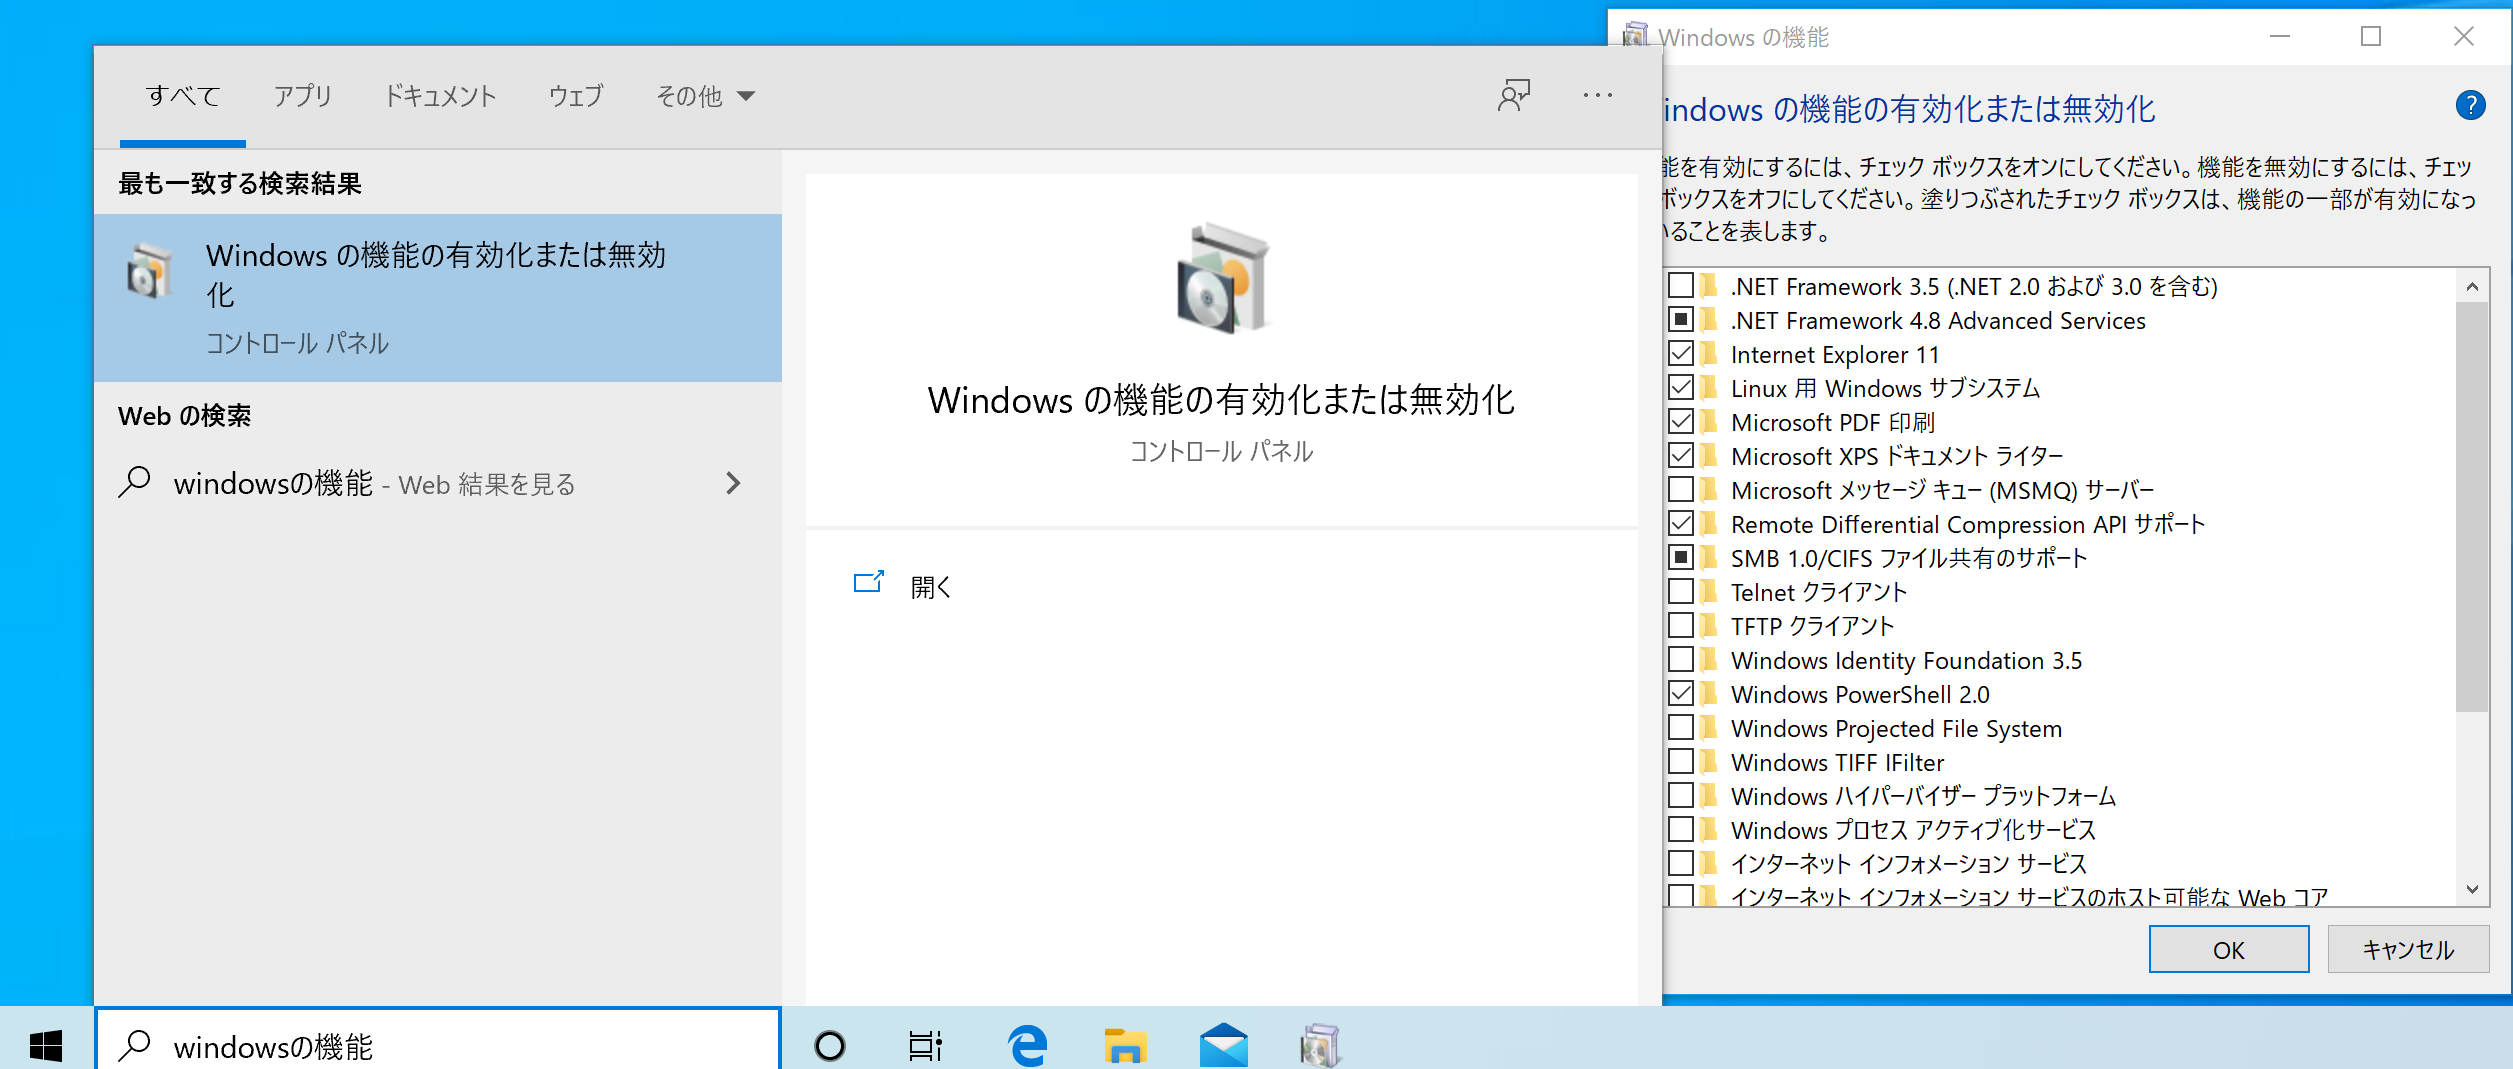 すべて
アプリ
ドキュメント
ウェブ
その他
最も一致する検索結果
Windows の機能の有効化または無効
化
コントロール パネル
Web の検索
windowsの機能 - Web 結果を見る
Windows の機能の有効化または無効化
コントロール パネル
開く
windowsの機能
Windows の機能
indows の機能の有効化または無効化
能を有効にするには、チェック ボックスをオンにしてください。機能を無効にするには、チェッ
ボックスをオフにしてください。塗りつぶされたチェック ボックスは、機能の一部が有効になっ
いることを表します。
.NET Framework 3.5 (.NET 2.0 および 3.0 を含む)
.NET Framework 4.8 Advanced Services
Internet Explorer 11
Linux 用 Windows サブシステム
Microsoft PDF 印刷
Microsoft XPS ドキュメント ライター
Microsoft メッセージ キュー (MSMQ) サーバー
Remote Differential Compression API サポート
SMB 1.0/CIFS ファイル共有のサポート
Telnet クライアント
TFTP クライアント
Windows Identity Foundation 3.5
Windows PowerShell 2.0
Windows Projected File System
Windows TIFF IFilter
Windows ハイパーバイザー プラットフォーム
Windows プロセス アクティブ化サービス
インターネット インフォメーション サービス
インターネット インフォメーション サービスのホスト可能な Web コア
OK
キャンセル